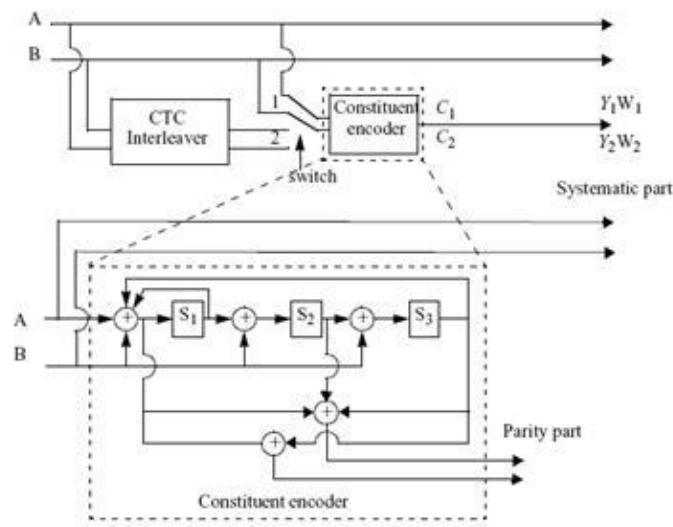 A
B
CTC
Interleaver
1
2
switch
Constituent
encoder
C1
C2
Y1W1
Y2W2
Systematic part
A
B
+
S1
+
S2
+
S3
+
+
Parity part
Constituent encoder